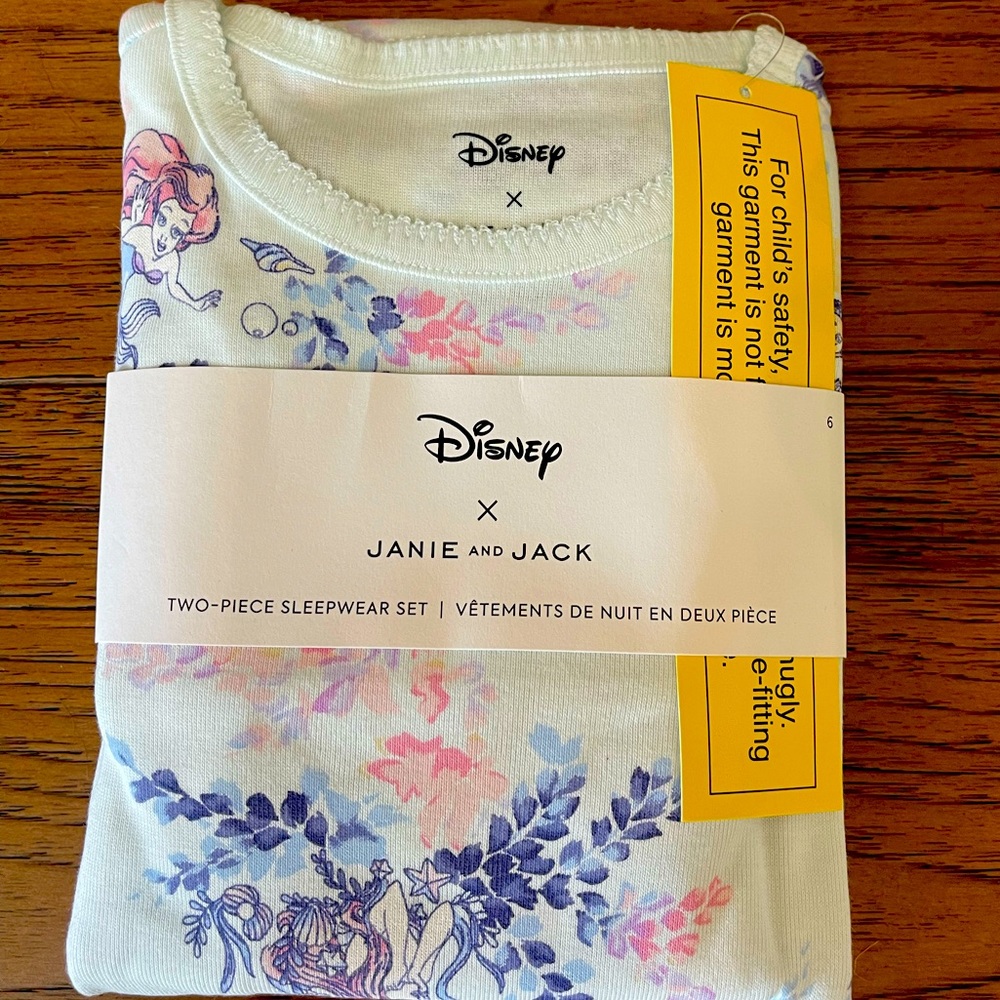 Disney
×
For child's safety,
This garment is not
garment is
nugly.
e-fitting
e.
6
Disney
×
JANIE AND JACK
TWO-PIECE SLEEPWEAR SET | VÊTEMENTS DE NUIT EN DEUX PIÈCE